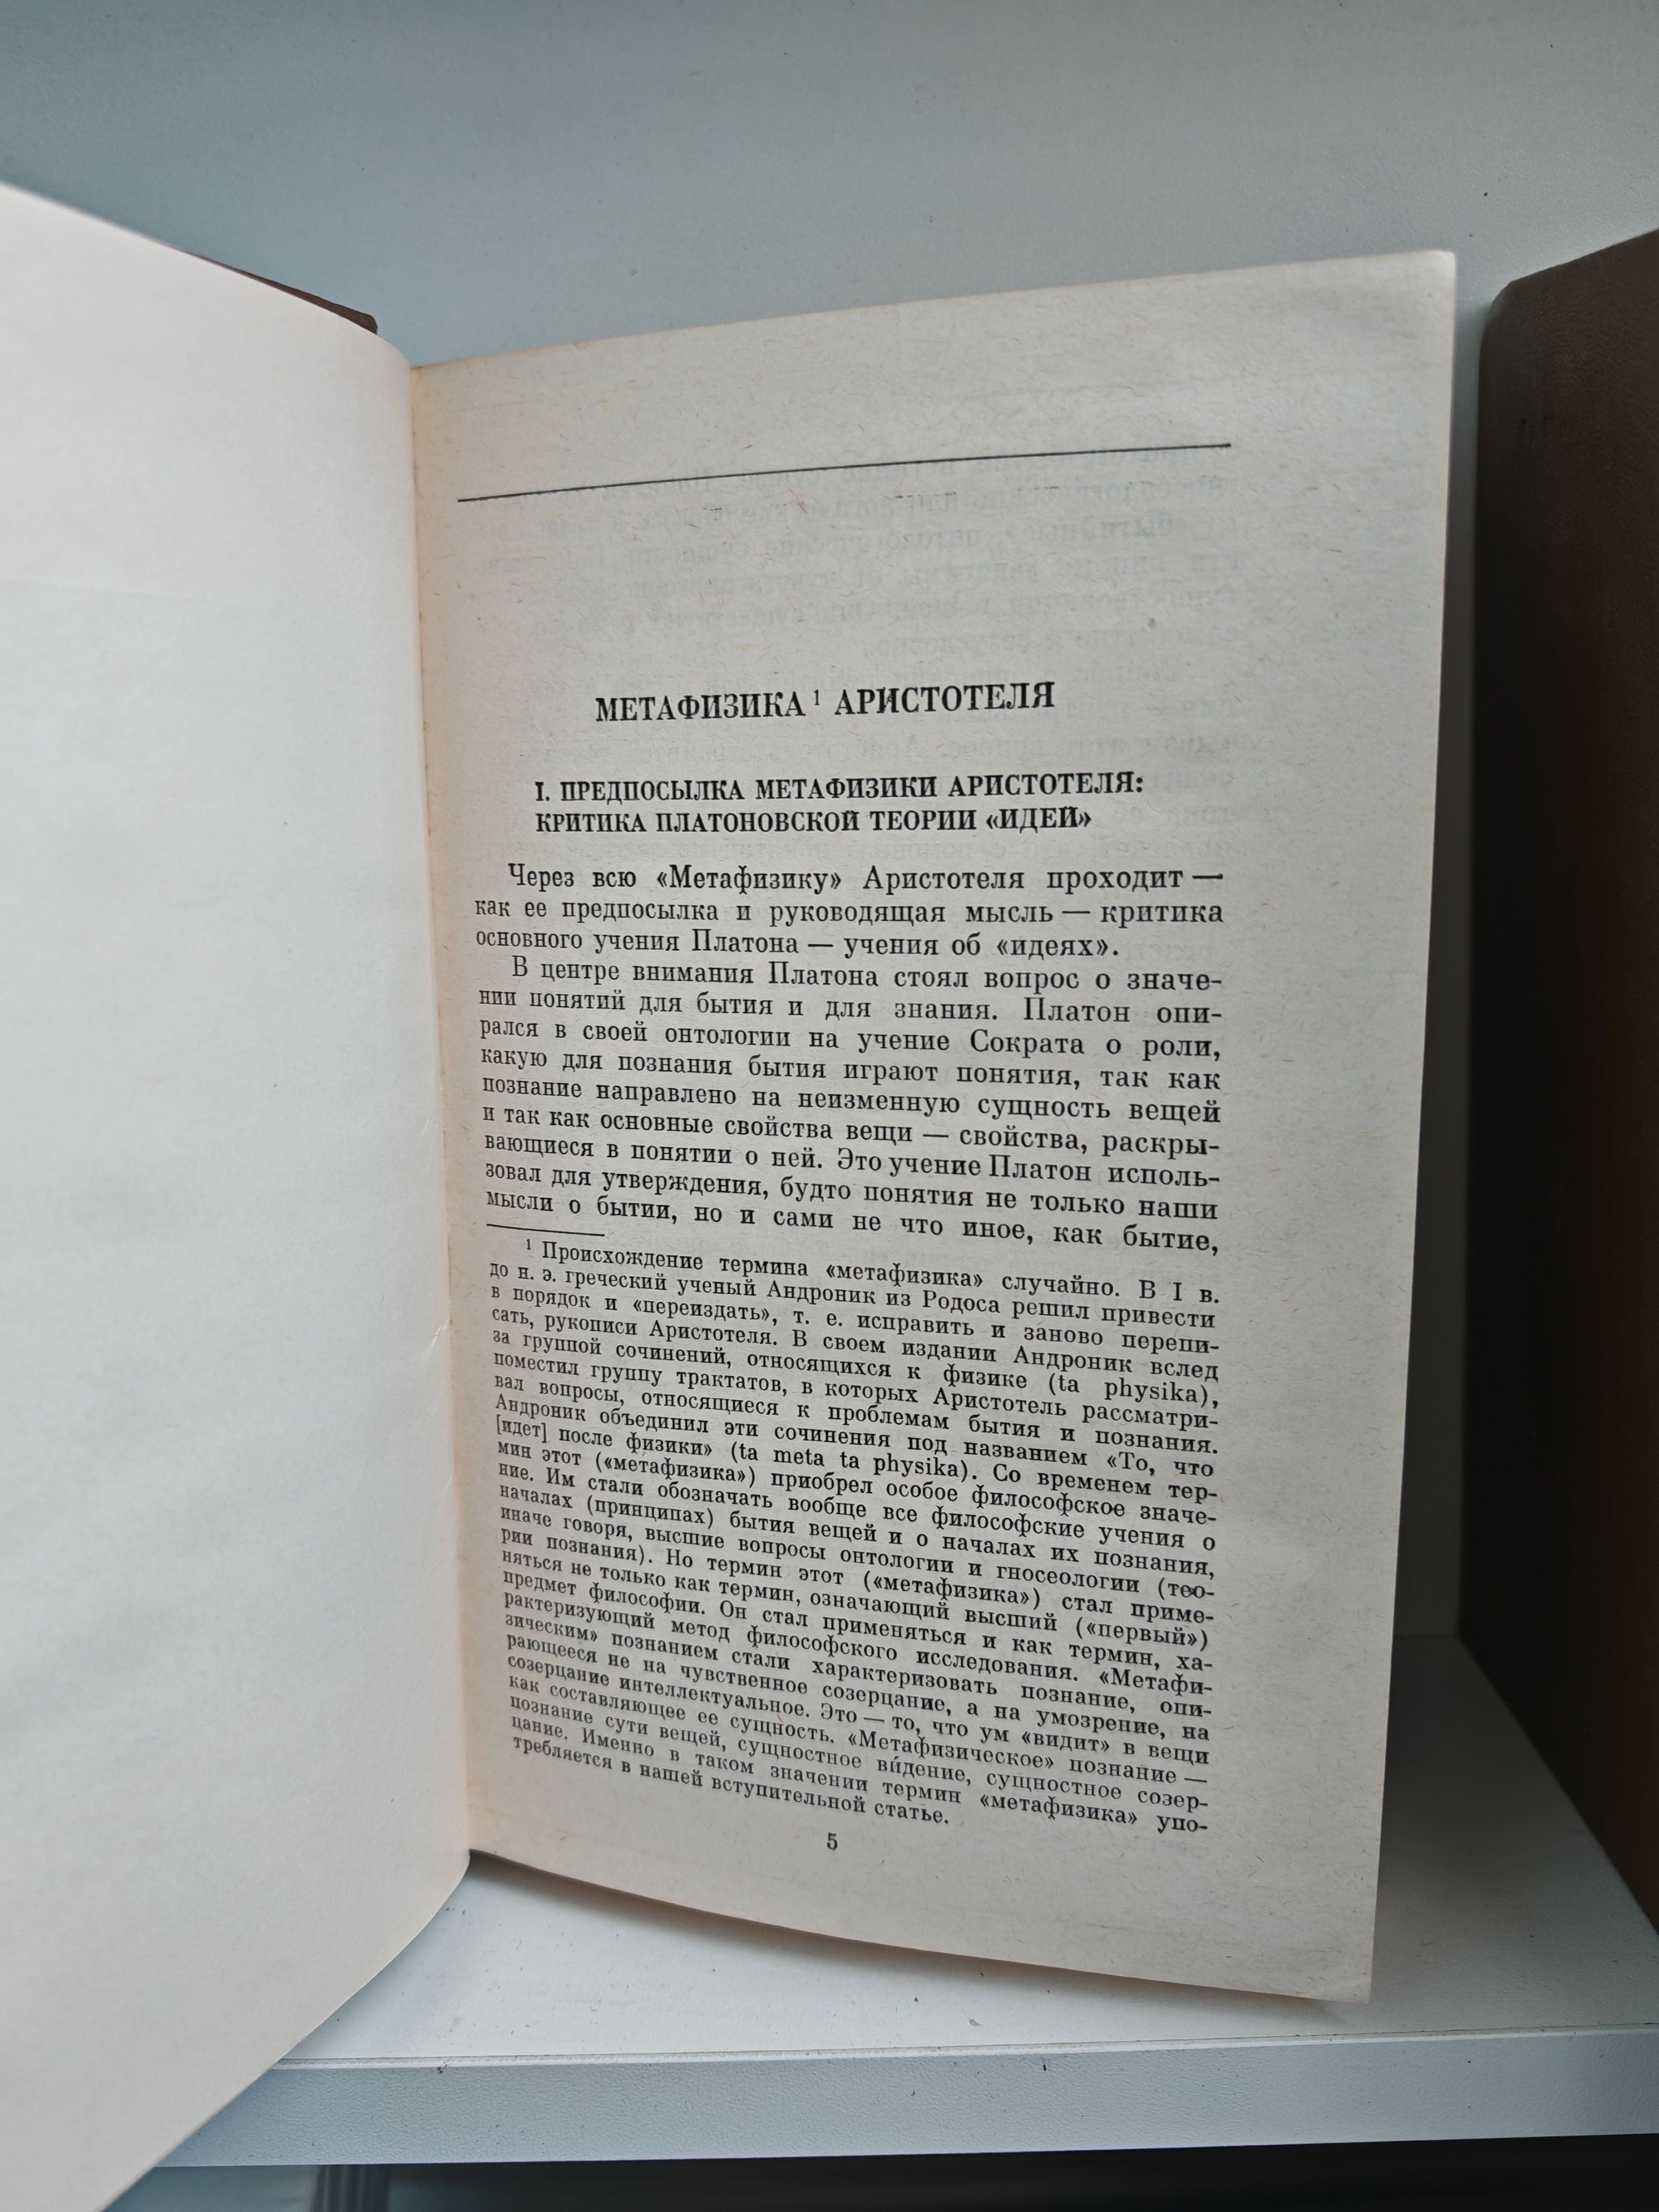 МЕТАФИЗИКА ¹ АРИСТОТЕЛЯ
I. ПРЕДПОСЫЛКА МЕТАФИЗИКИ АРИСТОТЕЛЯ:
КРИТИКА ПЛАТОНОВСКОЙ ТЕОРИИ «ИДЕЙ»
Через всю «Метафизику» Аристотеля проходит —
как ее предпосылка и руководящая мысль — критика
основного учения Платона — учения об «идеях».
В центре внимания Платона стоял вопрос о значе-
нии понятий для бытия и для знания. Платон опи-
рался в своей онтологии на учение Сократа о роли,
какую для познания бытия играют понятия, так как
познание направлено на неизменную сущность вещей
и так как основные свойства вещи — свойства, раскры-
вающиеся в понятии о ней. Это учение Платон исполь-
зовал для утверждения, будто понятия не только наши
мысли о бытии, но и сами не что иное, как бытие,
¹ Происхождение термина «метафизика» случайно. В I в.
до н. э. греческий ученый Андроник из Родоса решил привести
в порядок и «переиздать», т. е. исправить и заново перепи-
сать, рукописи Аристотеля. В своем издании Андроник вслед
за группой сочинений, относящихся к физике (ta physika),
поместил группу трактатов, в которых Аристотель рассматри-
вал вопросы, относящиеся к проблемам бытия и познания.
Андроник объединил эти сочинения под названием «То, что
[идет] после физики» (ta meta ta physika). Со временем тер-
мин этот («метафизика») приобрел особое философское значе-
ние. Им стали обозначать вообще все философские учения о
началах (принципах) бытия вещей и о началах их познания,
иначе говоря, высшие вопросы онтологии и гносеологии (тео-
рии познания). Но термин этот («метафизика») стал приме-
няться не только как термин, означающий высший («первый»)
предмет философии. Он стал применяться и как термин, ха-
рактеризующий метод философского исследования. «Метафи-
зическим» познанием стали характеризовать познание, опи-
рающееся не на чувственное созерцание, а на умозрение, на
созерцание интеллектуальное. Это — то, что ум «видит» в вещи
как составляющее ее сущность. «Метафизическое» познание —
познание сути вещей, сущностное ви́дение, сущностное созер-
цание. Именно в таком значении термин «метафизика» упо-
требляется в нашей вступительной статье.
5